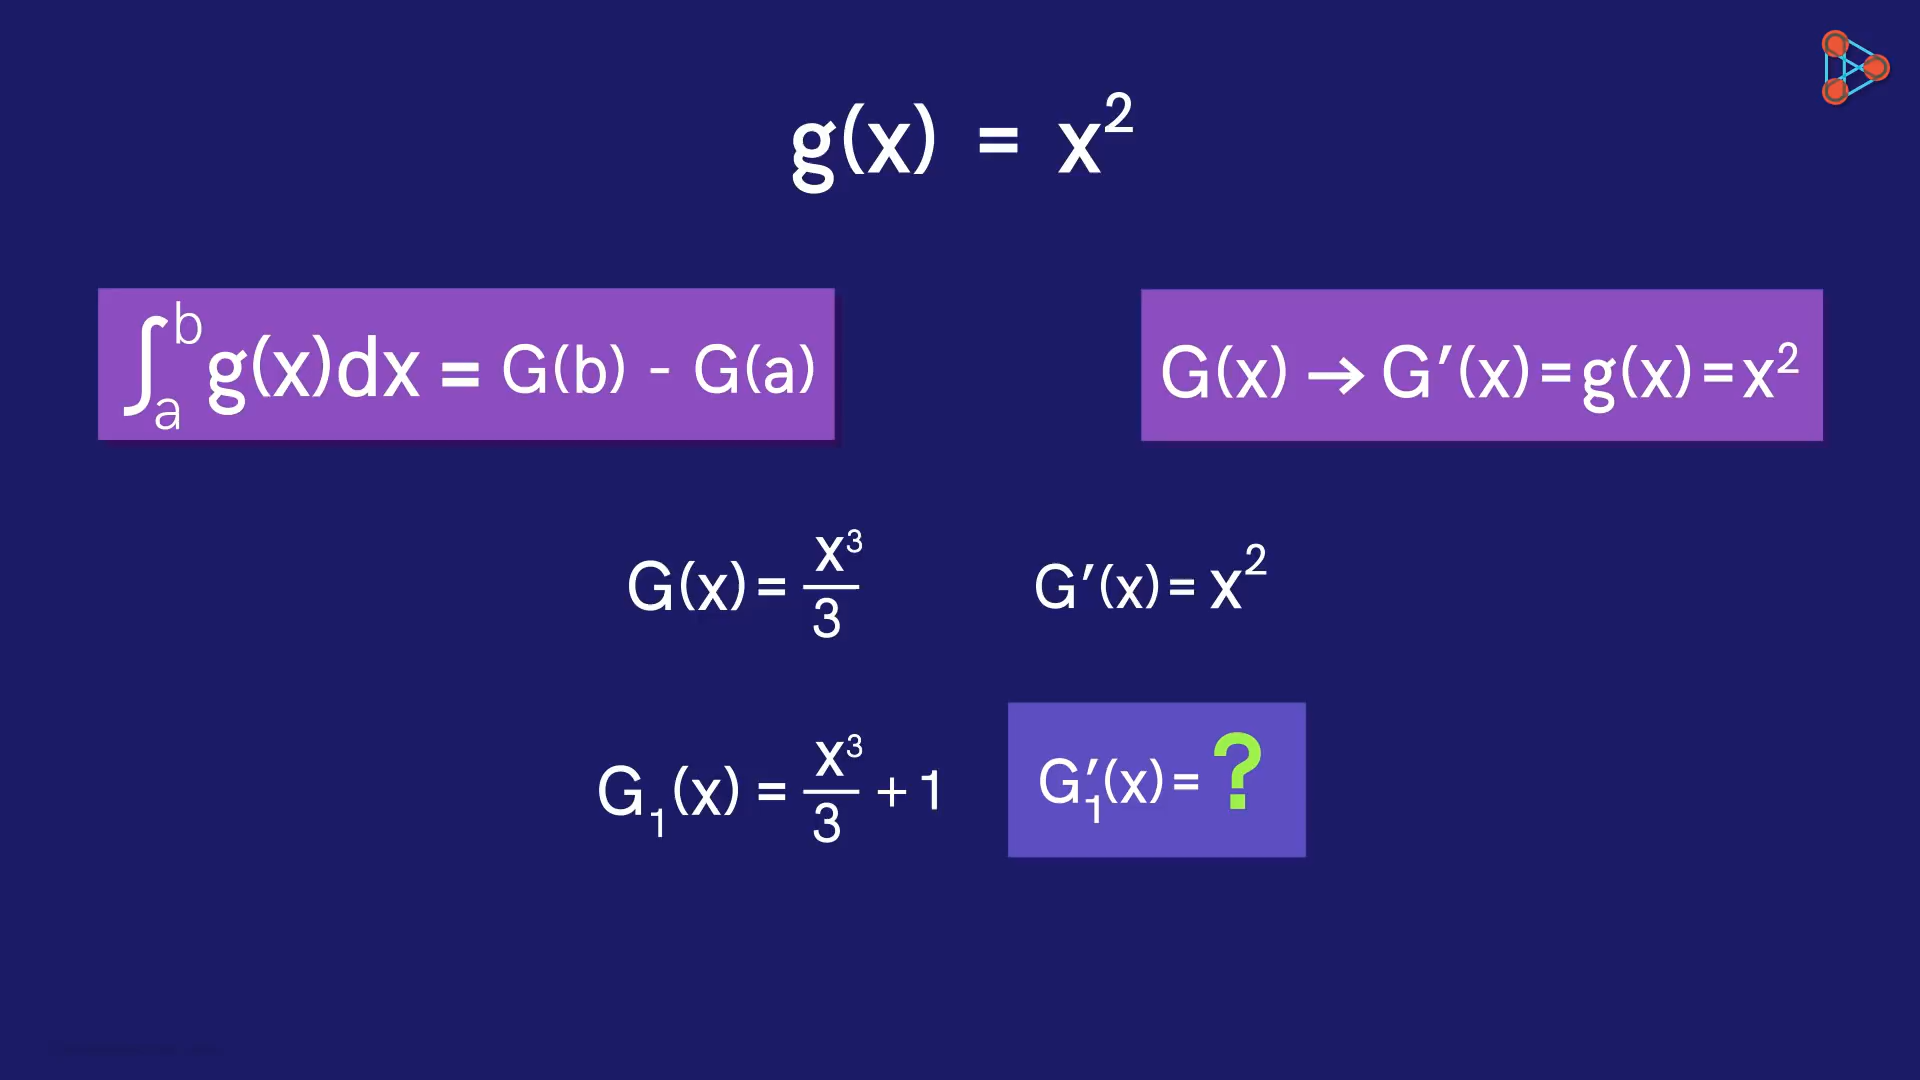 g(x) = x²
∫ₐᵇ g(x)dx = G(b) - G(a)
G(x) → G′(x)=g(x)=x²
G(x)= x³/3
G′(x)= x²
G₁(x) = x³/3 +1
G₁′(x)= ?